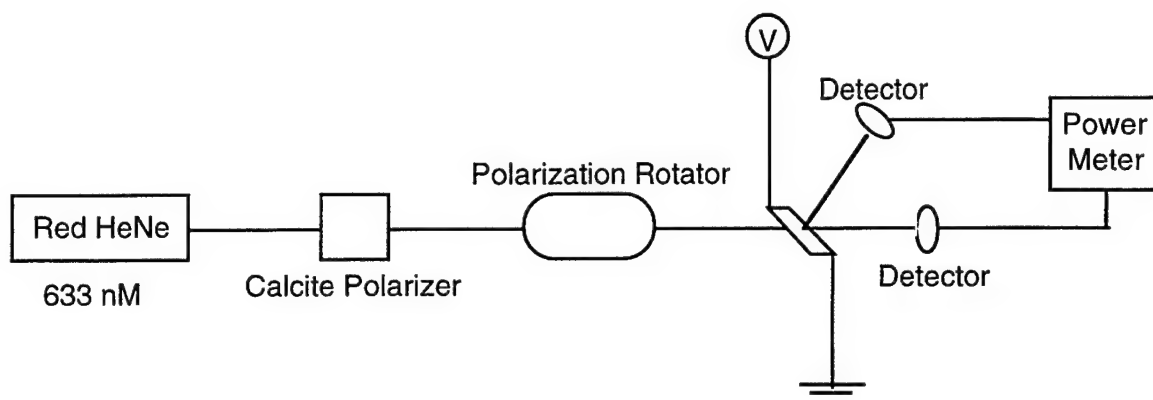 V
Detector
Power
Meter
Polarization Rotator
Red HeNe
Detector
Calcite Polarizer
633 nM